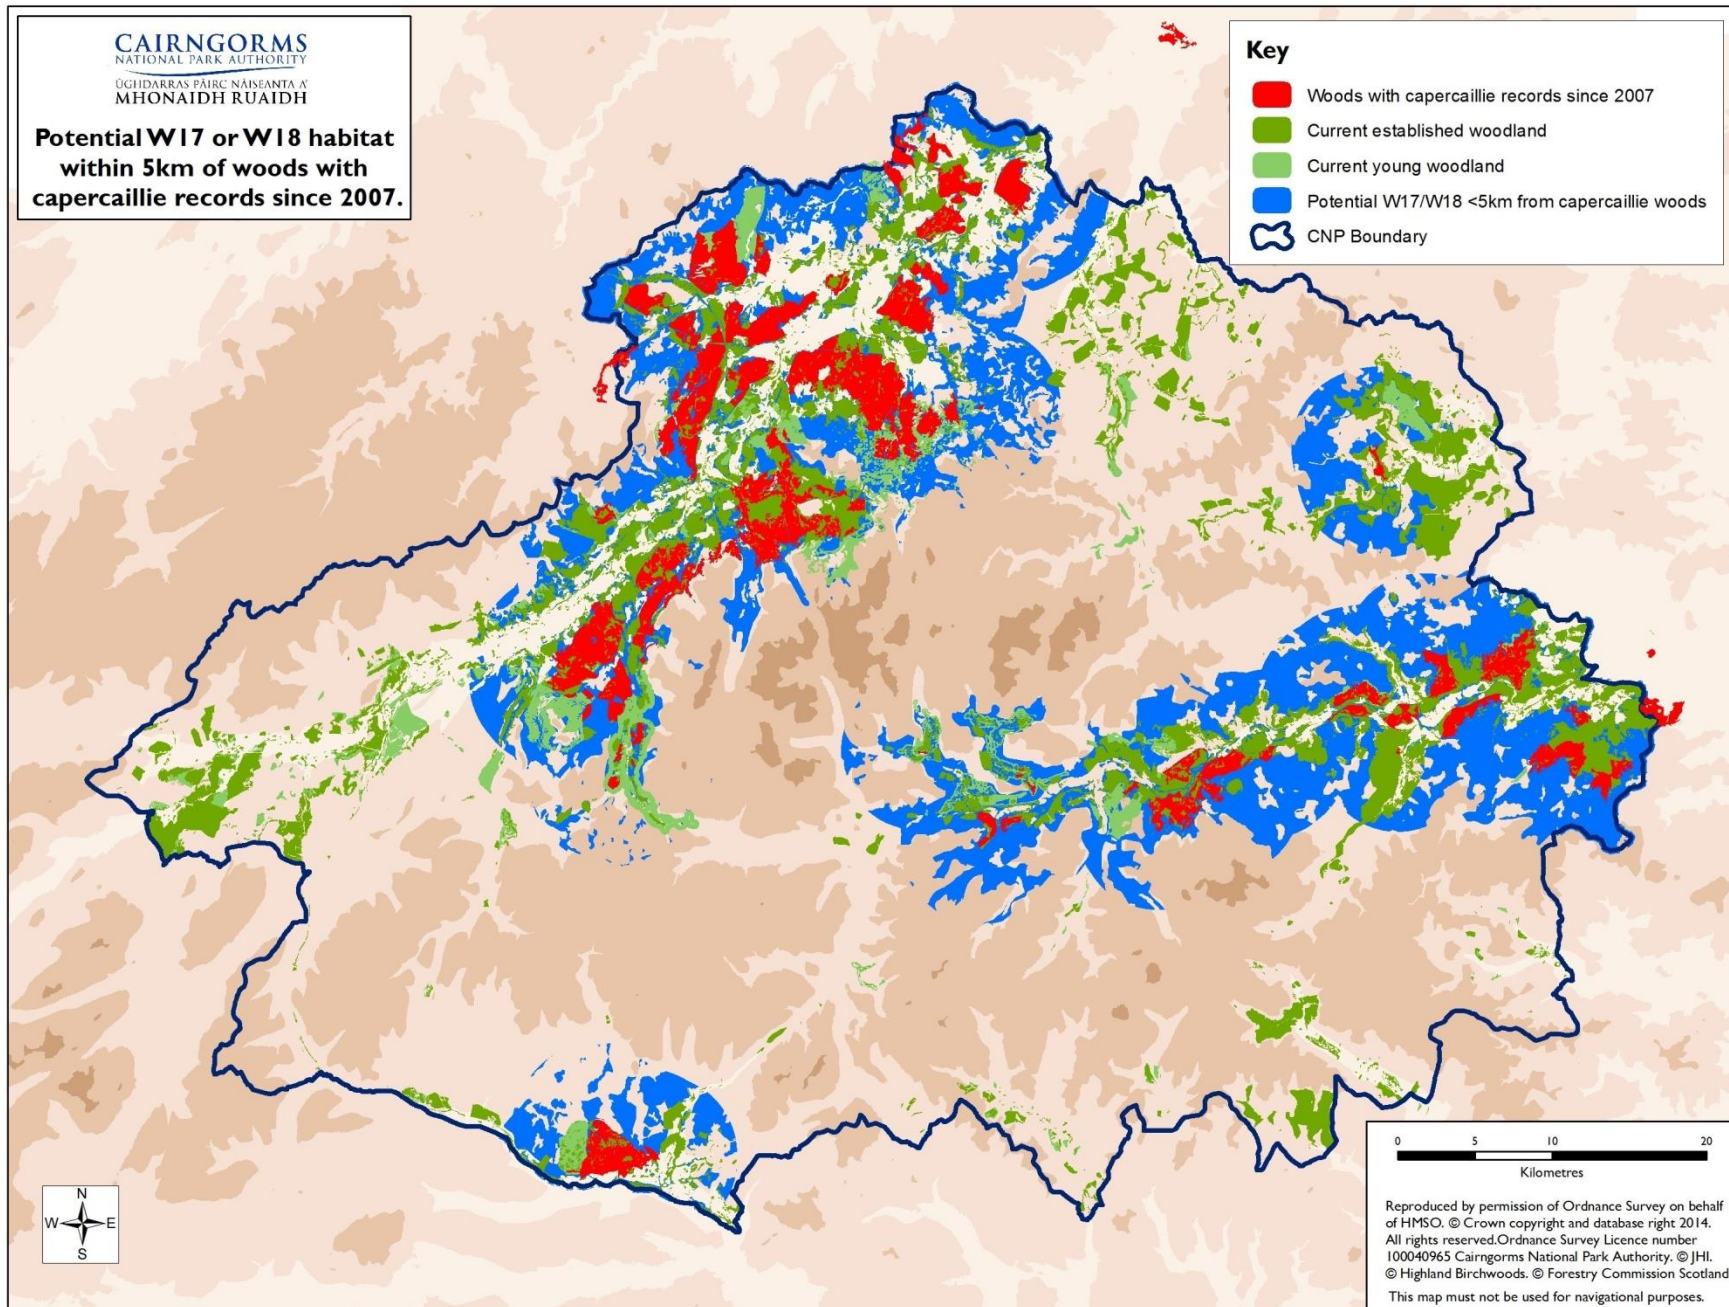 CAIRNGORMS
NATIONAL PARK AUTHORITY
ÙGHDARRAS PÀIRC NÀISEANTA A'
MHONAIDH RUAIDH
Potential W17 or W18 habitat
within 5km of woods with
capercaillie records since 2007.
Key
Woods with capercaillie records since 2007
Current established woodland
Current young woodland
Potential W17/W18 <5km from capercaillie woods
CNP Boundary
N
W E
S
0 5 10 20
Kilometres
Reproduced by permission of Ordnance Survey on behalf
of HMSO. © Crown copyright and database right 2014.
All rights reserved.Ordnance Survey Licence number
100040965 Cairngorms National Park Authority. © JHI.
© Highland Birchwoods. © Forestry Commission Scotland
This map must not be used for navigational purposes.